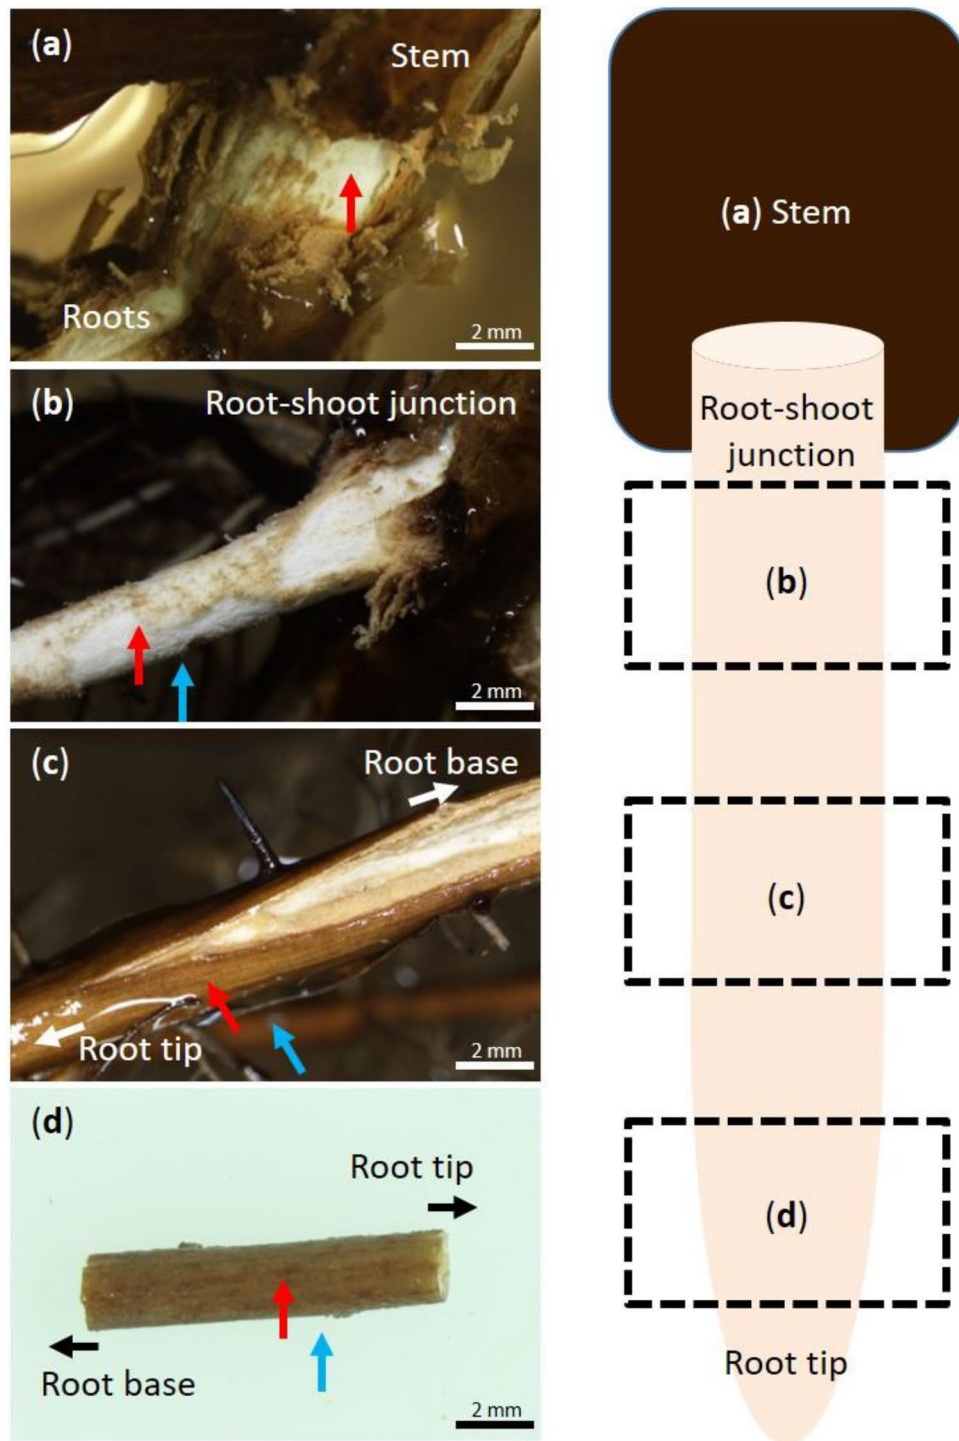 (a)
Stem
Roots
2 mm
(b)
Root-shoot junction
2 mm
(c)
Root base
Root tip
2 mm
(d)
Root tip
Root base
2 mm
(a) Stem
Root-shoot
junction
(b)
(c)
(d)
Root tip